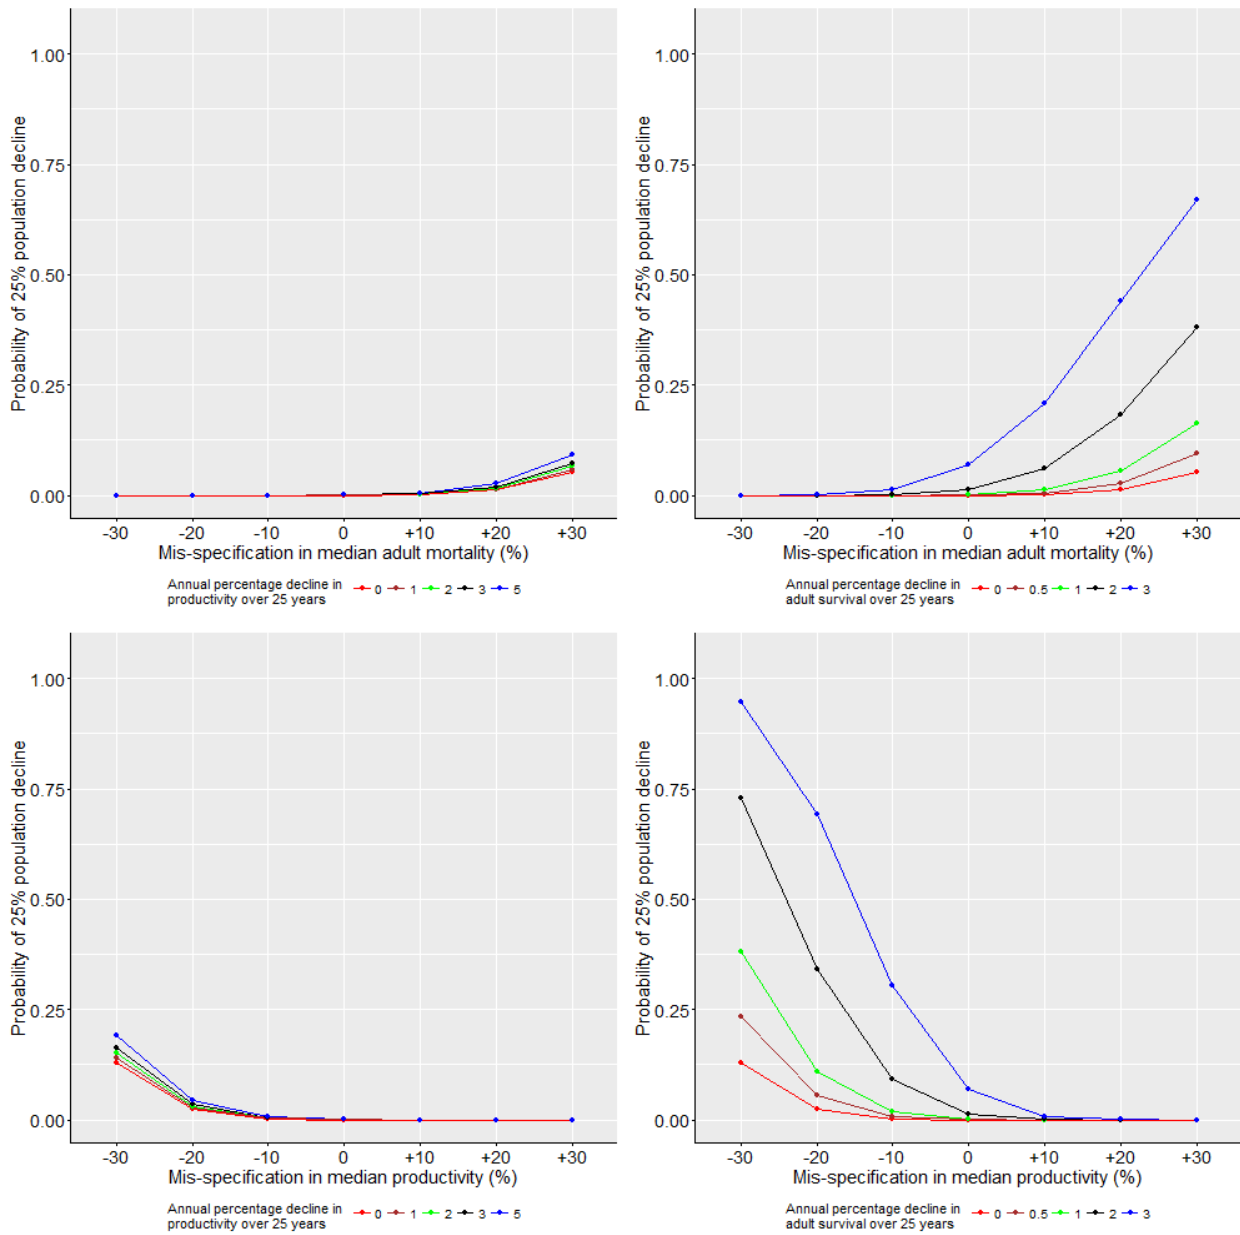 Probability of 25% population decline
1.00
0.75
0.50
0.25
0.00
-30 -20 -10 0 +10 +20 +30
Mis-specification in median adult mortality (%)
Annual percentage decline in
productivity over 25 years
0 1 2 3 5
Probability of 25% population decline
1.00
0.75
0.50
0.25
0.00
-30 -20 -10 0 +10 +20 +30
Mis-specification in median adult mortality (%)
Annual percentage decline in
adult survival over 25 years
0 0.5 1 2 3
Probability of 25% population decline
1.00
0.75
0.50
0.25
0.00
-30 -20 -10 0 +10 +20 +30
Mis-specification in median productivity (%)
Annual percentage decline in
productivity over 25 years
0 1 2 3 5
Probability of 25% population decline
1.00
0.75
0.50
0.25
0.00
-30 -20 -10 0 +10 +20 +30
Mis-specification in median productivity (%)
Annual percentage decline in
adult survival over 25 years
0 0.5 1 2 3